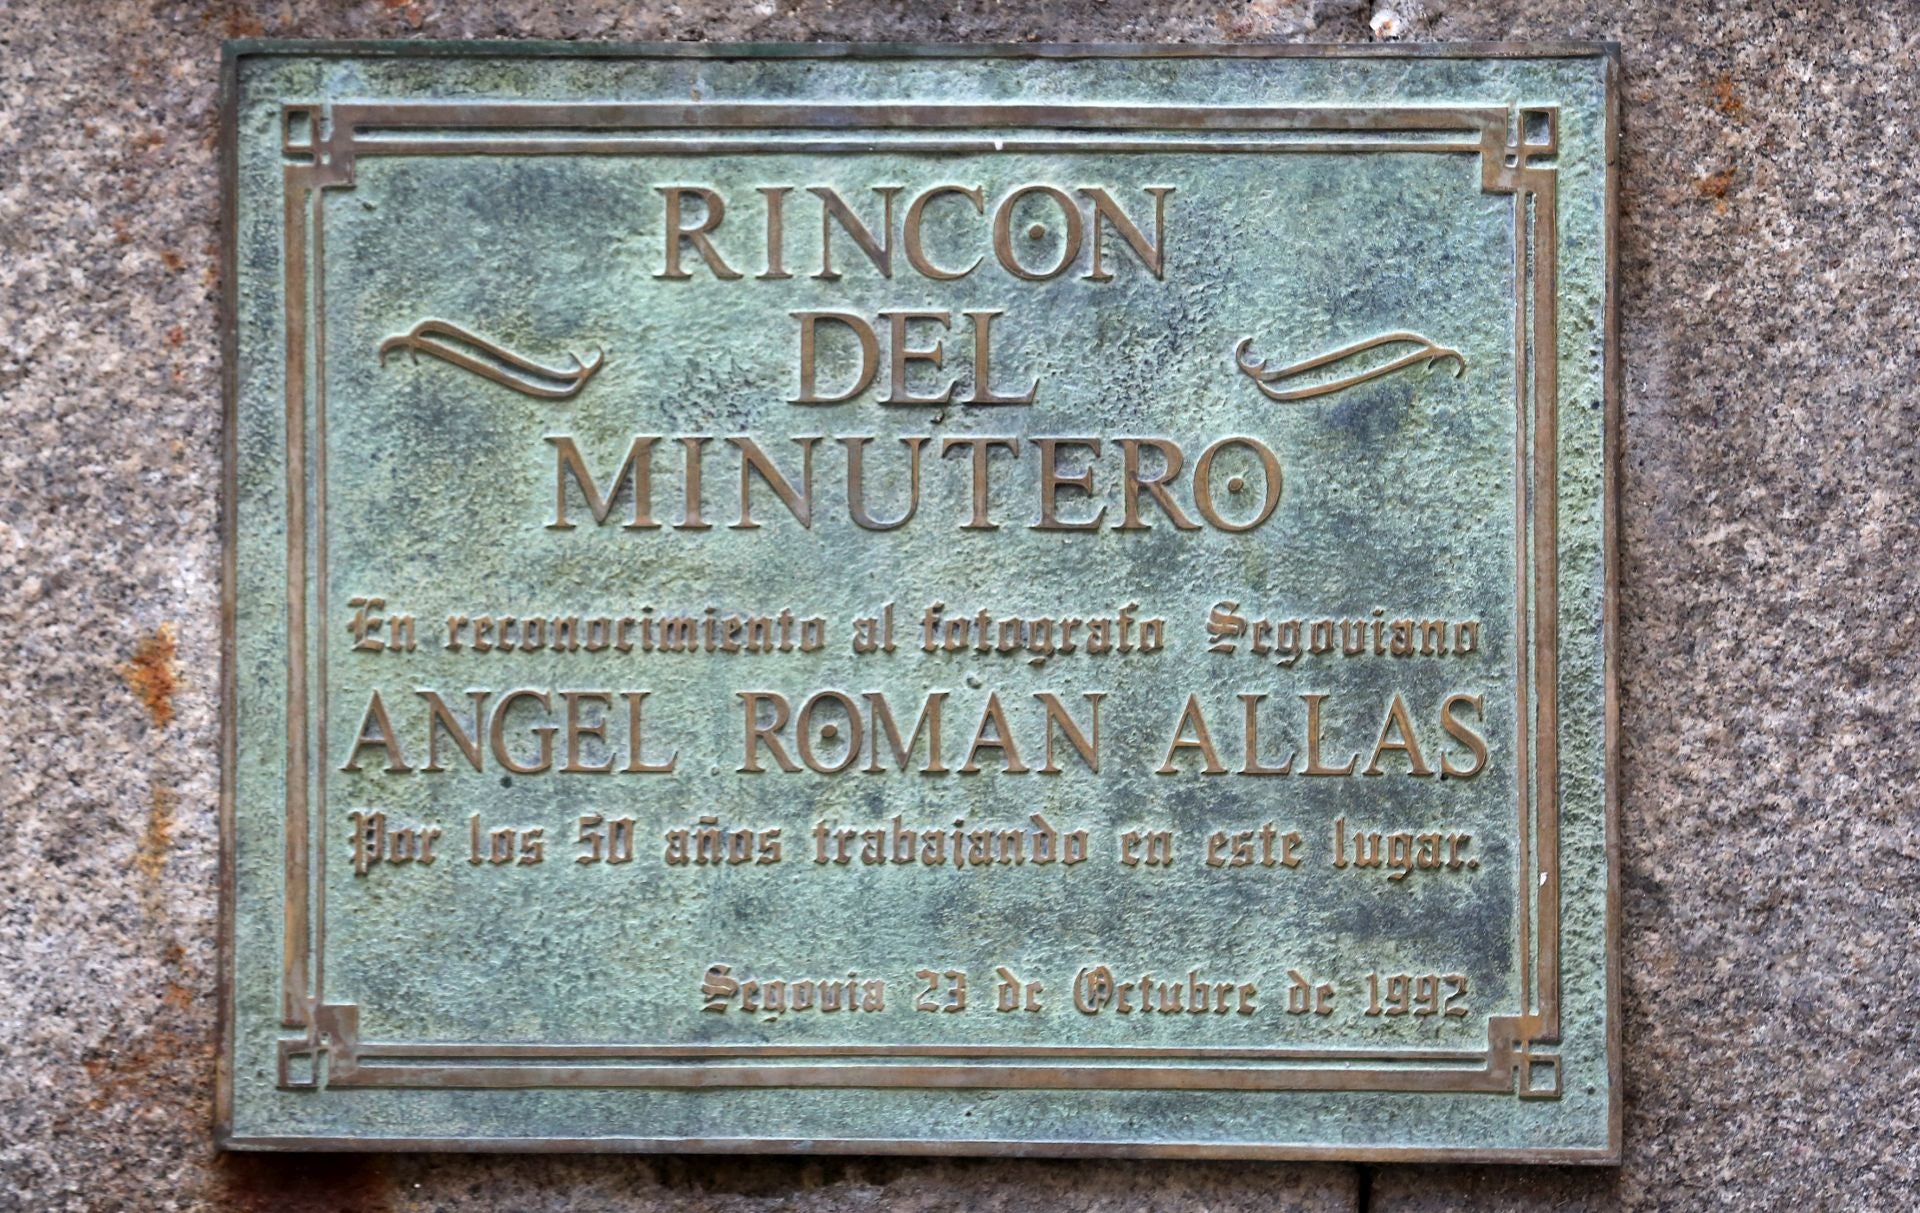 RINCON
DEL
MINUTERO
En reconocimiento al fotografo Segoviano
ANGEL ROMAN ALLAS
Por los 50 años trabajando en este lugar.
Segovia 23 de Octubre de 1992